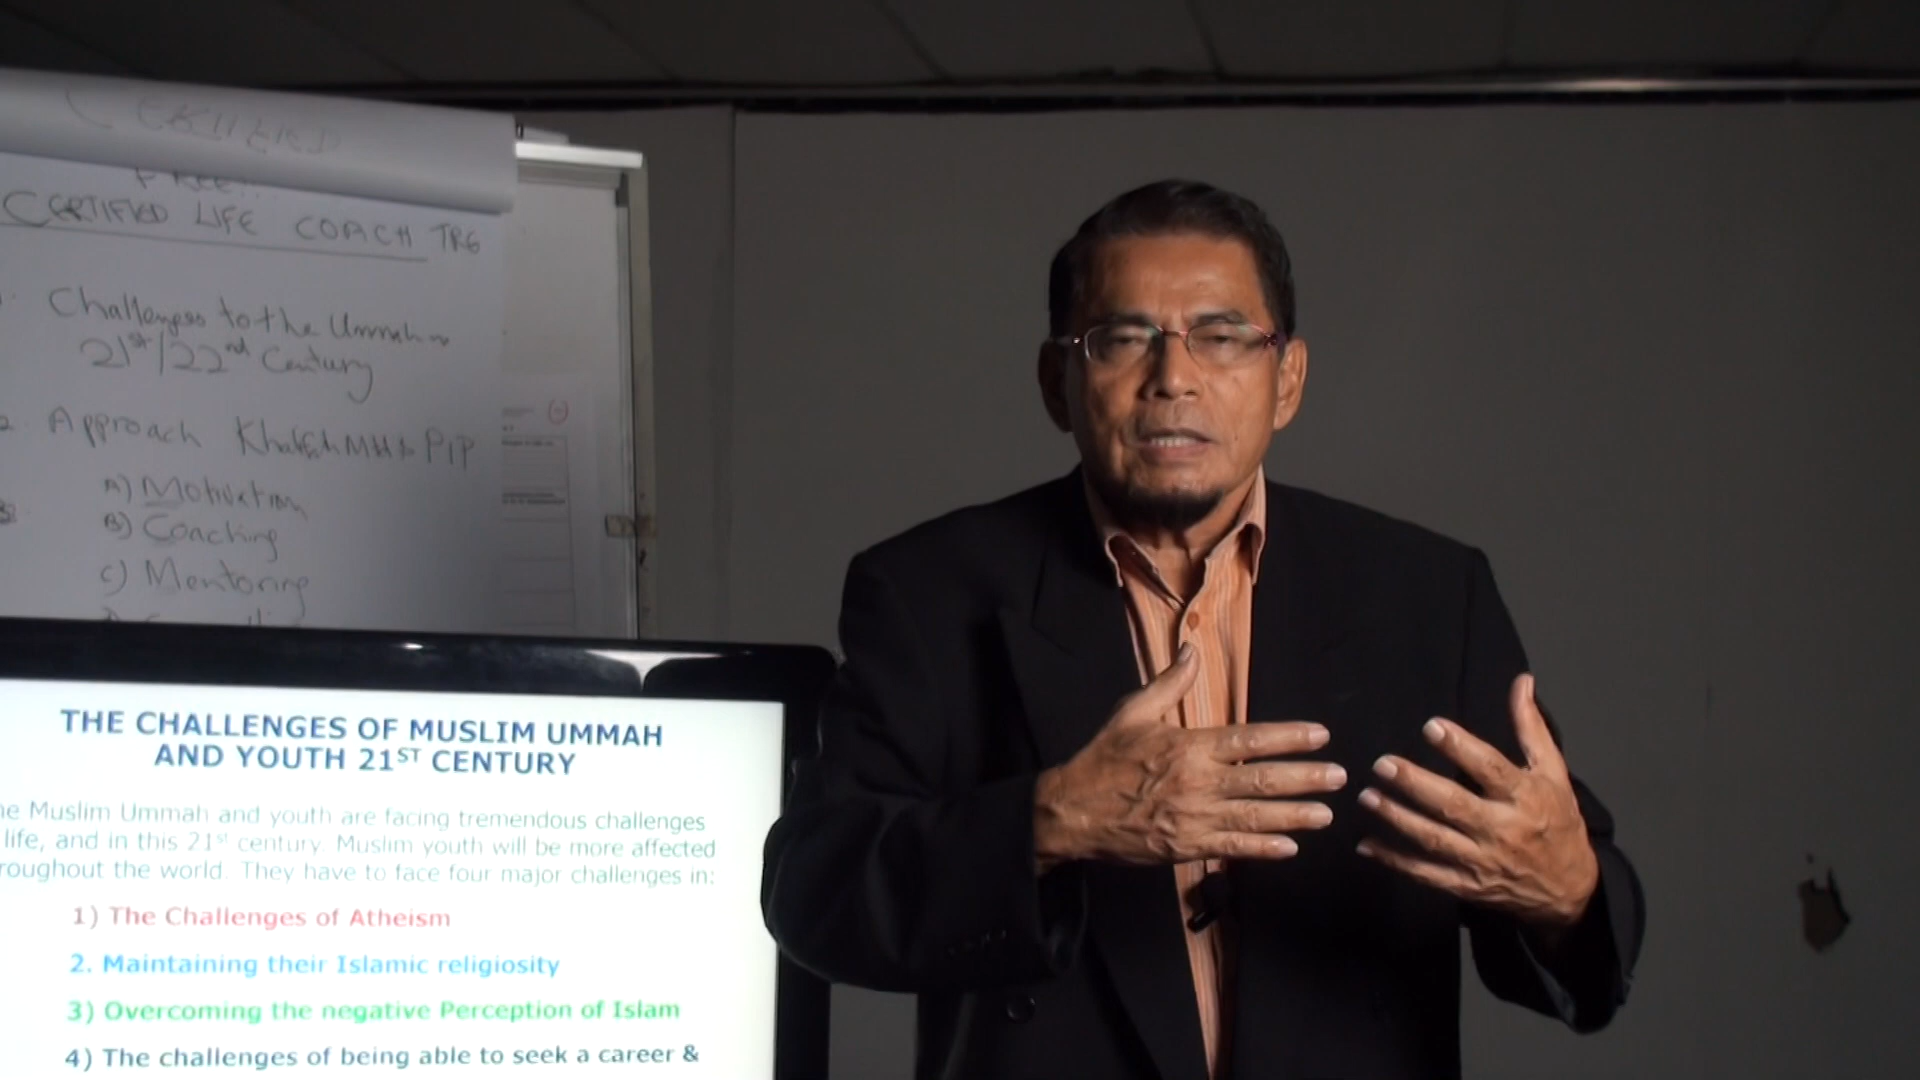 FREE..
CERTIFIED LIFE COACH TRG
Challenges to the Ummah
21st/22nd Century
2. Approach PIP
A) Motivation
B) Coaching
C) Mentoring
THE CHALLENGES OF MUSLIM UMMAH
AND YOUTH 21ST CENTURY
Muslim Ummah and youth are facing tremendous challenges
life, and in this 21st century. Muslim youth will be more affected
roughout the world. They have to face four major challenges in:
1) The Challenges of Atheism
2. Maintaining their Islamic religiosity
3) Overcoming the negative Perception of Islam
4) The challenges of being able to seek a career &